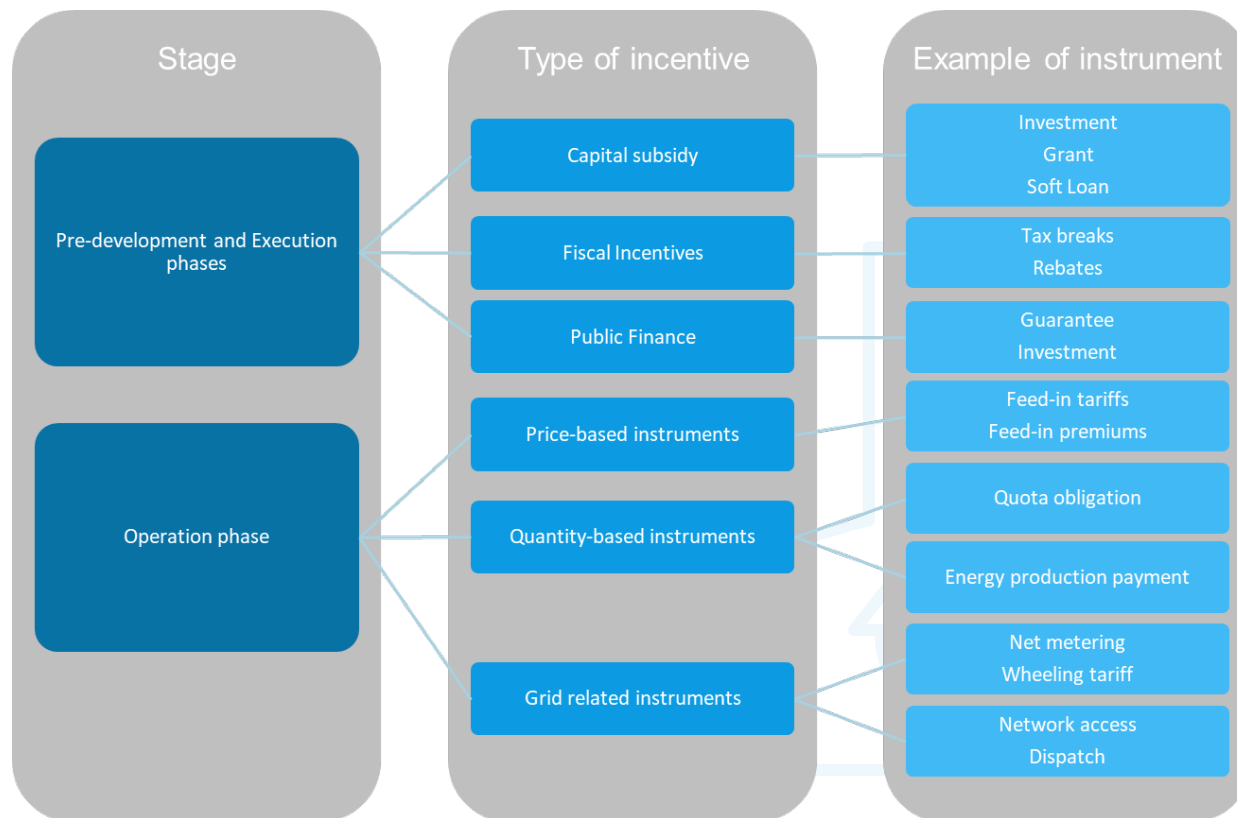 Stage
Pre-development and Execution
phases
Operation phase
Type of incentive
Capital subsidy
Fiscal Incentives
Public Finance
Price-based instruments
Quantity-based instruments
Grid related instruments
Example of instrument
Investment
Grant
Soft Loan
Tax breaks
Rebates
Guarantee
Investment
Feed-in tariffs
Feed-in premiums
Quota obligation
Energy production payment
Net metering
Wheeling tariff
Network access
Dispatch